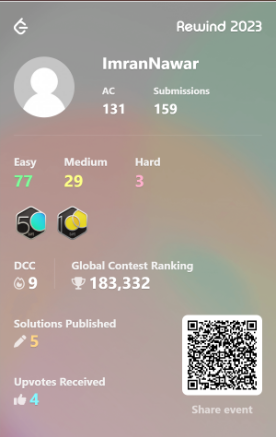 Rewind 2023
ImranNawar
AC Submissions
131 159
Easy Medium Hard
77 29 3
50 100
DCC Global Contest Ranking
9 183,332
Solutions Published
5
Upvotes Received
4
Share event